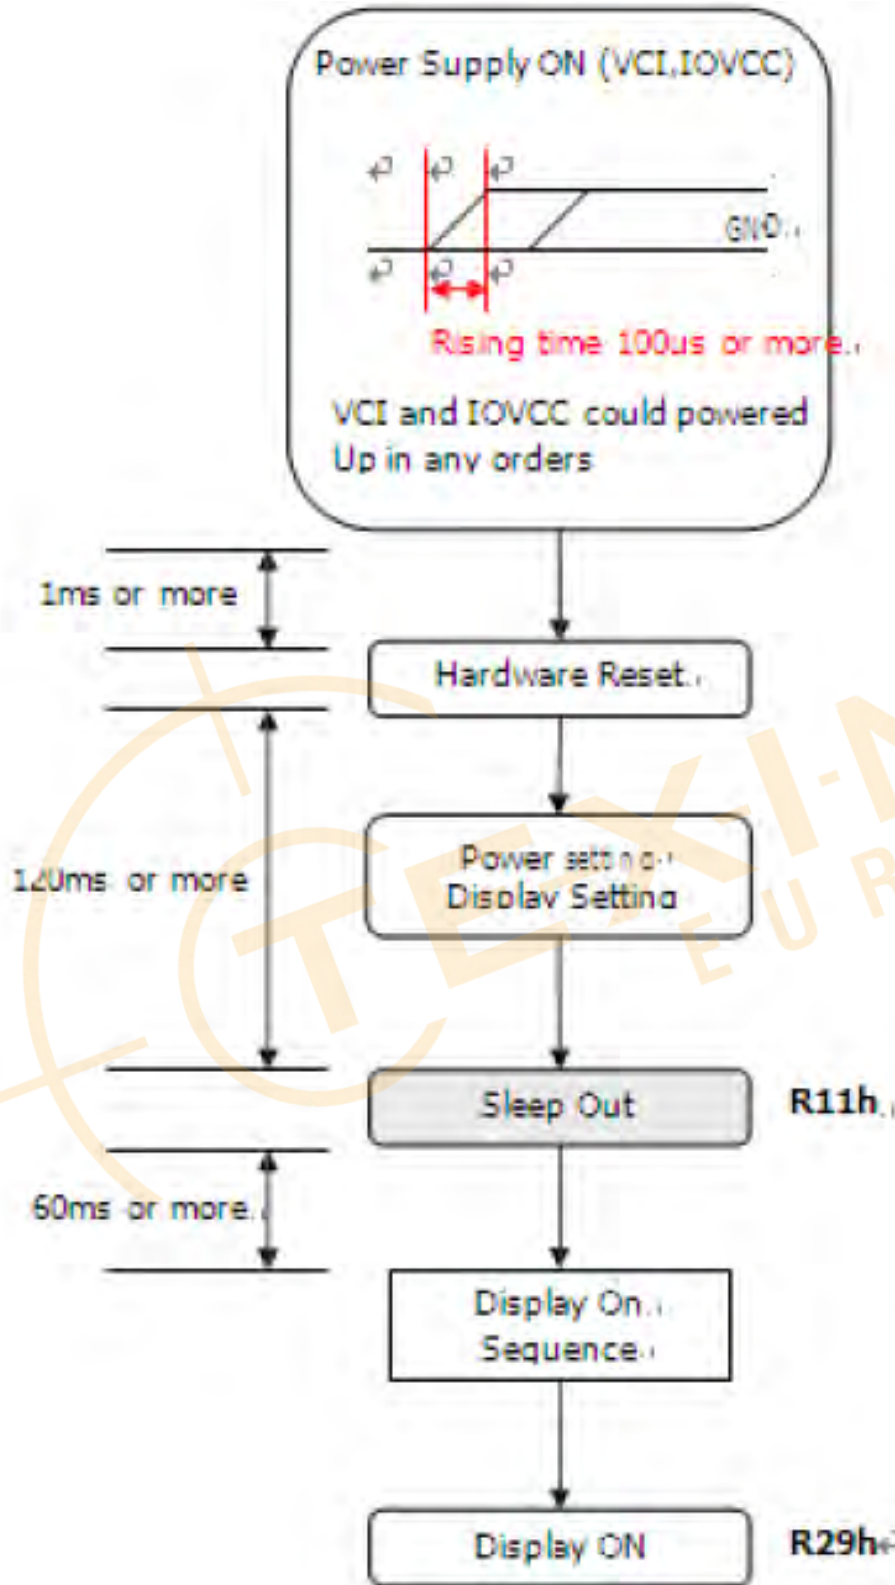 Power Supply ON (VCI,IOVCC)
GND
Rising time 100us or more.
VCI and IOVCC could powered
Up in any orders
1ms or more
Hardware Reset
120ms or more
Power setting
Display Setting
Sleep Out
R11h
60ms or more
Display On
Sequence
Display ON
R29h